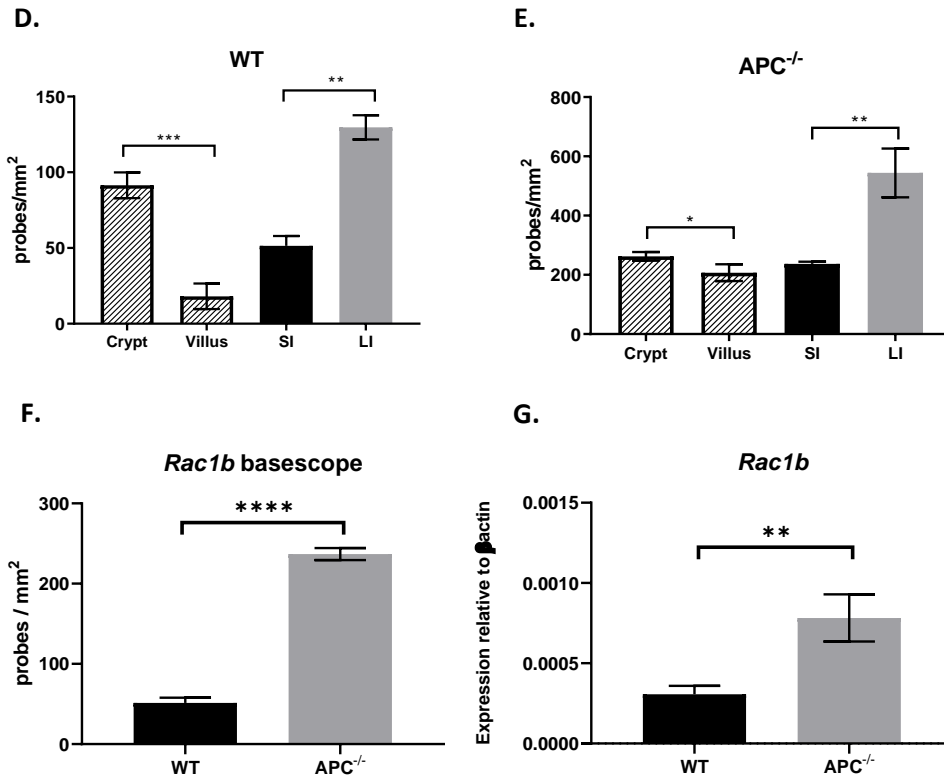 D.
WT
probes/mm²
150
100
50
0
***
**
Crypt Villus SI LI
E.
APC⁻/⁻
probes/mm²
800
600
400
200
0
*
**
Crypt Villus SI LI
F.
Rac1b basescope
probes / mm²
300
200
100
0
****
WT APC⁻/⁻
G.
Rac1b
Expression relative to βactin
0.0015
0.0010
0.0005
0.0000
**
WT APC⁻/⁻